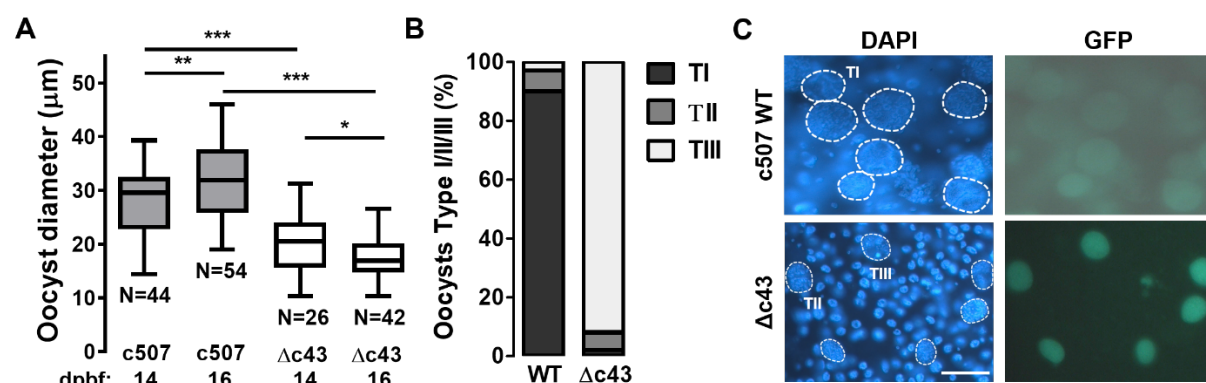 A
Oocyst diameter (μm)
50
40
30
20
10
0
***
**
***
*
N=44
N=54
N=26
N=42
c507
c507
Δc43
Δc43
dpbf:
14
16
14
16
B
Oocysts Type I/II/III (%)
100
80
60
40
20
0
WT
Δc43
TI
TII
TIII
C
DAPI
GFP
c507 WT
TI
Δc43
TIII
TII